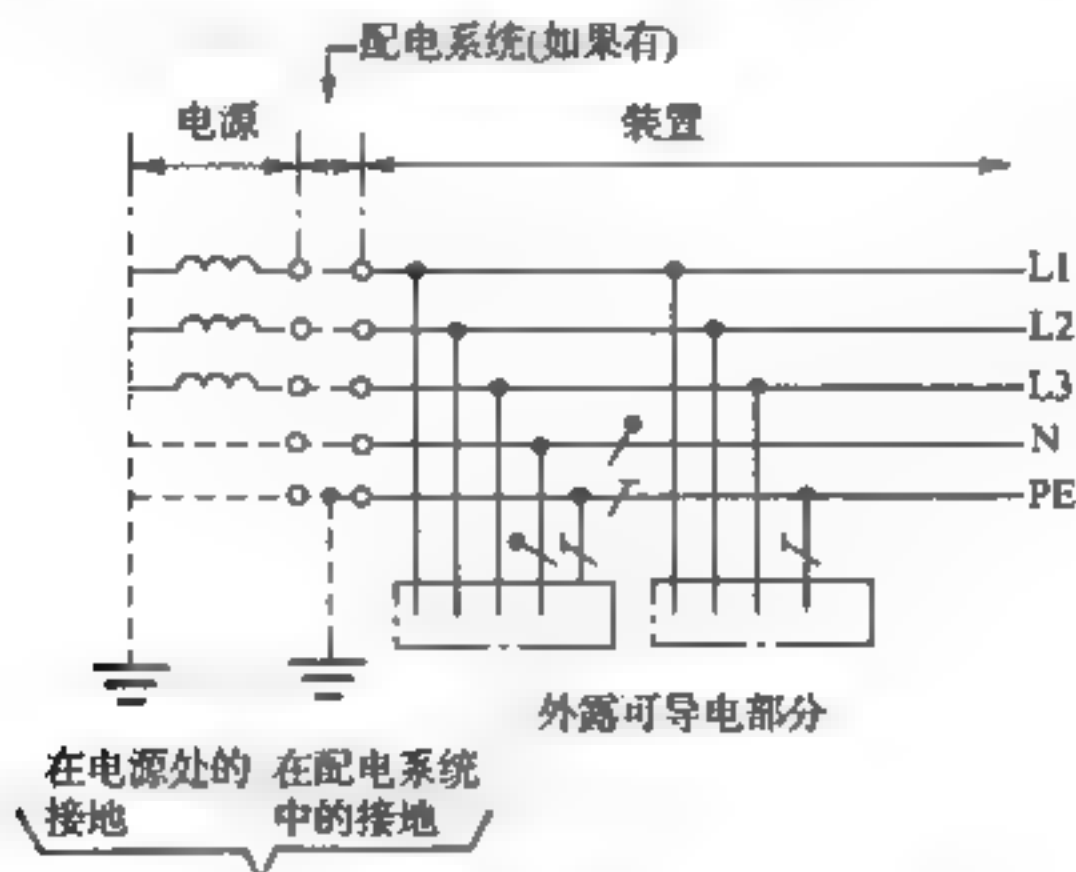 配电系统(如果有)
电源
装置
L1
L2
L3
N
PE
外露可导电部分
在电源处的
接地
在配电系统
中的接地